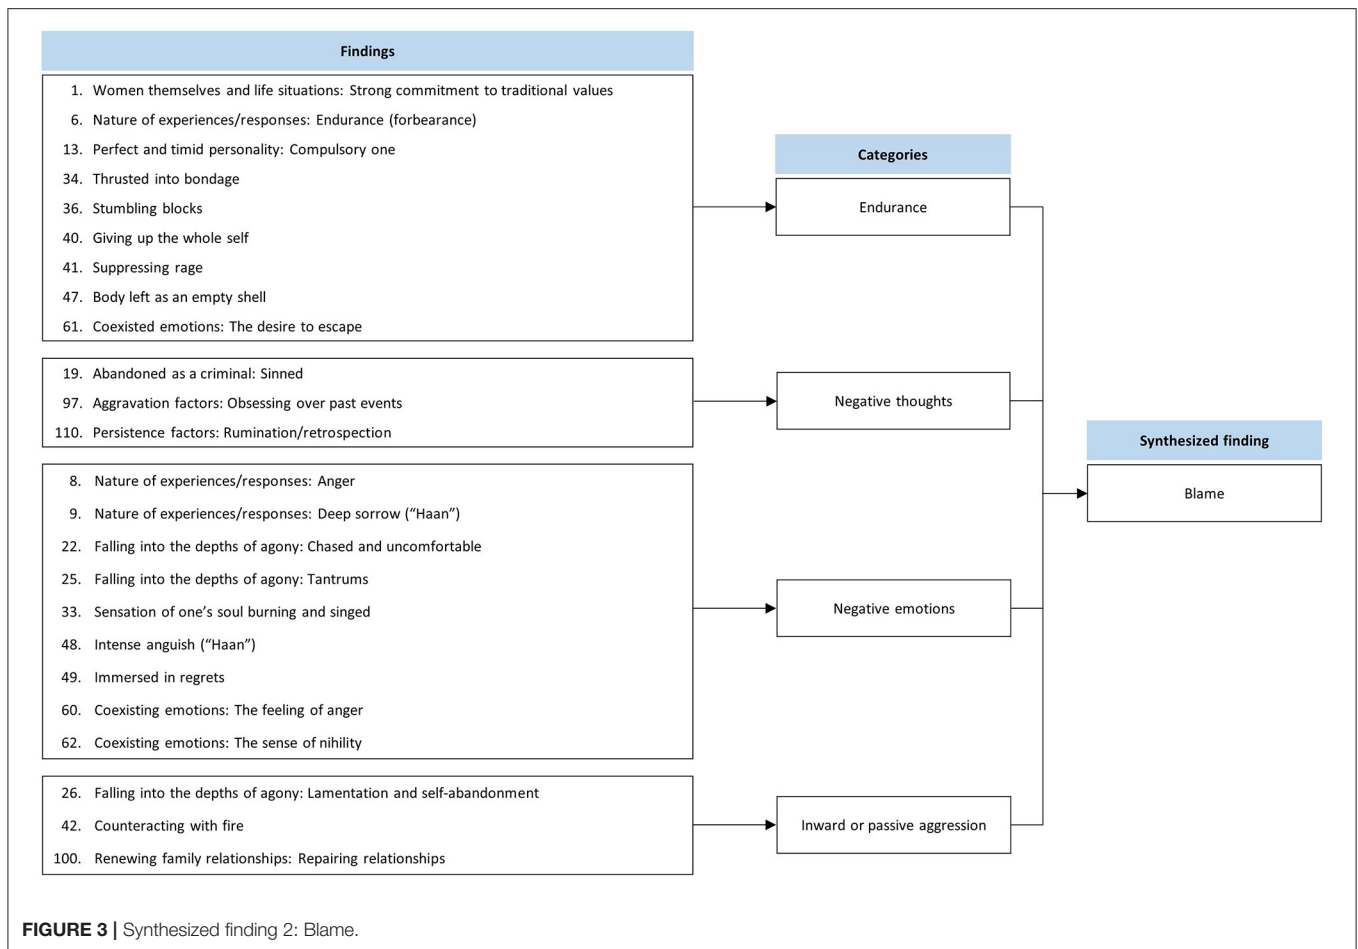 Findings
1. Women themselves and life situations: Strong commitment to traditional values
6. Nature of experiences/responses: Endurance (forbearance)
13. Perfect and timid personality: Compulsory one
34. Thrusted into bondage
36. Stumbling blocks
40. Giving up the whole self
41. Suppressing rage
47. Body left as an empty shell
61. Coexisted emotions: The desire to escape
19. Abandoned as a criminal: Sinned
97. Aggravation factors: Obsessing over past events
110. Persistence factors: Rumination/retrospection
8. Nature of experiences/responses: Anger
9. Nature of experiences/responses: Deep sorrow (“Haan”)
22. Falling into the depths of agony: Chased and uncomfortable
25. Falling into the depths of agony: Tantrums
33. Sensation of one’s soul burning and singed
48. Intense anguish (“Haan”)
49. Immersed in regrets
60. Coexisting emotions: The feeling of anger
62. Coexisting emotions: The sense of nihility
26. Falling into the depths of agony: Lamentation and self-abandonment
42. Counteracting with fire
100. Renewing family relationships: Repairing relationships
Categories
Endurance
Negative thoughts
Negative emotions
Inward or passive aggression
Synthesized finding
Blame
FIGURE 3 | Synthesized finding 2: Blame.